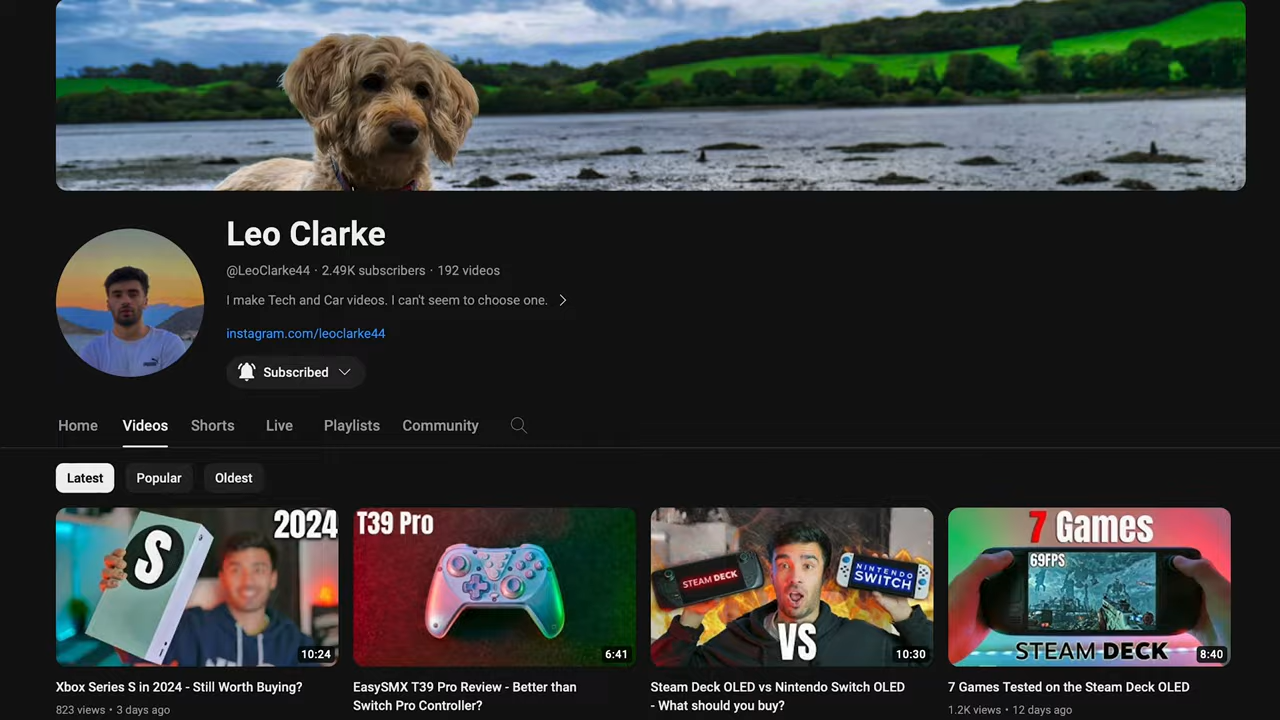 Leo Clarke
@LeoClarke44 · 2.49K subscribers · 192 videos
I make Tech and Car videos. I can't seem to choose one.
instagram.com/leoclarke44
Subscribed
Home Videos Shorts Live Playlists Community
Latest Popular Oldest
2024
S
10:24
T39 Pro
6:41
STEAM DECK
NINTENDO
SWITCH
VS
10:30
7 Games
69FPS
STEAM DECK
8:40
Xbox Series S in 2024 - Still Worth Buying?
823 views · 3 days ago
EasySMX T39 Pro Review - Better than
Switch Pro Controller?
Steam Deck OLED vs Nintendo Switch OLED
- What should you buy?
7 Games Tested on the Steam Deck OLED
1.2K views · 12 days ago